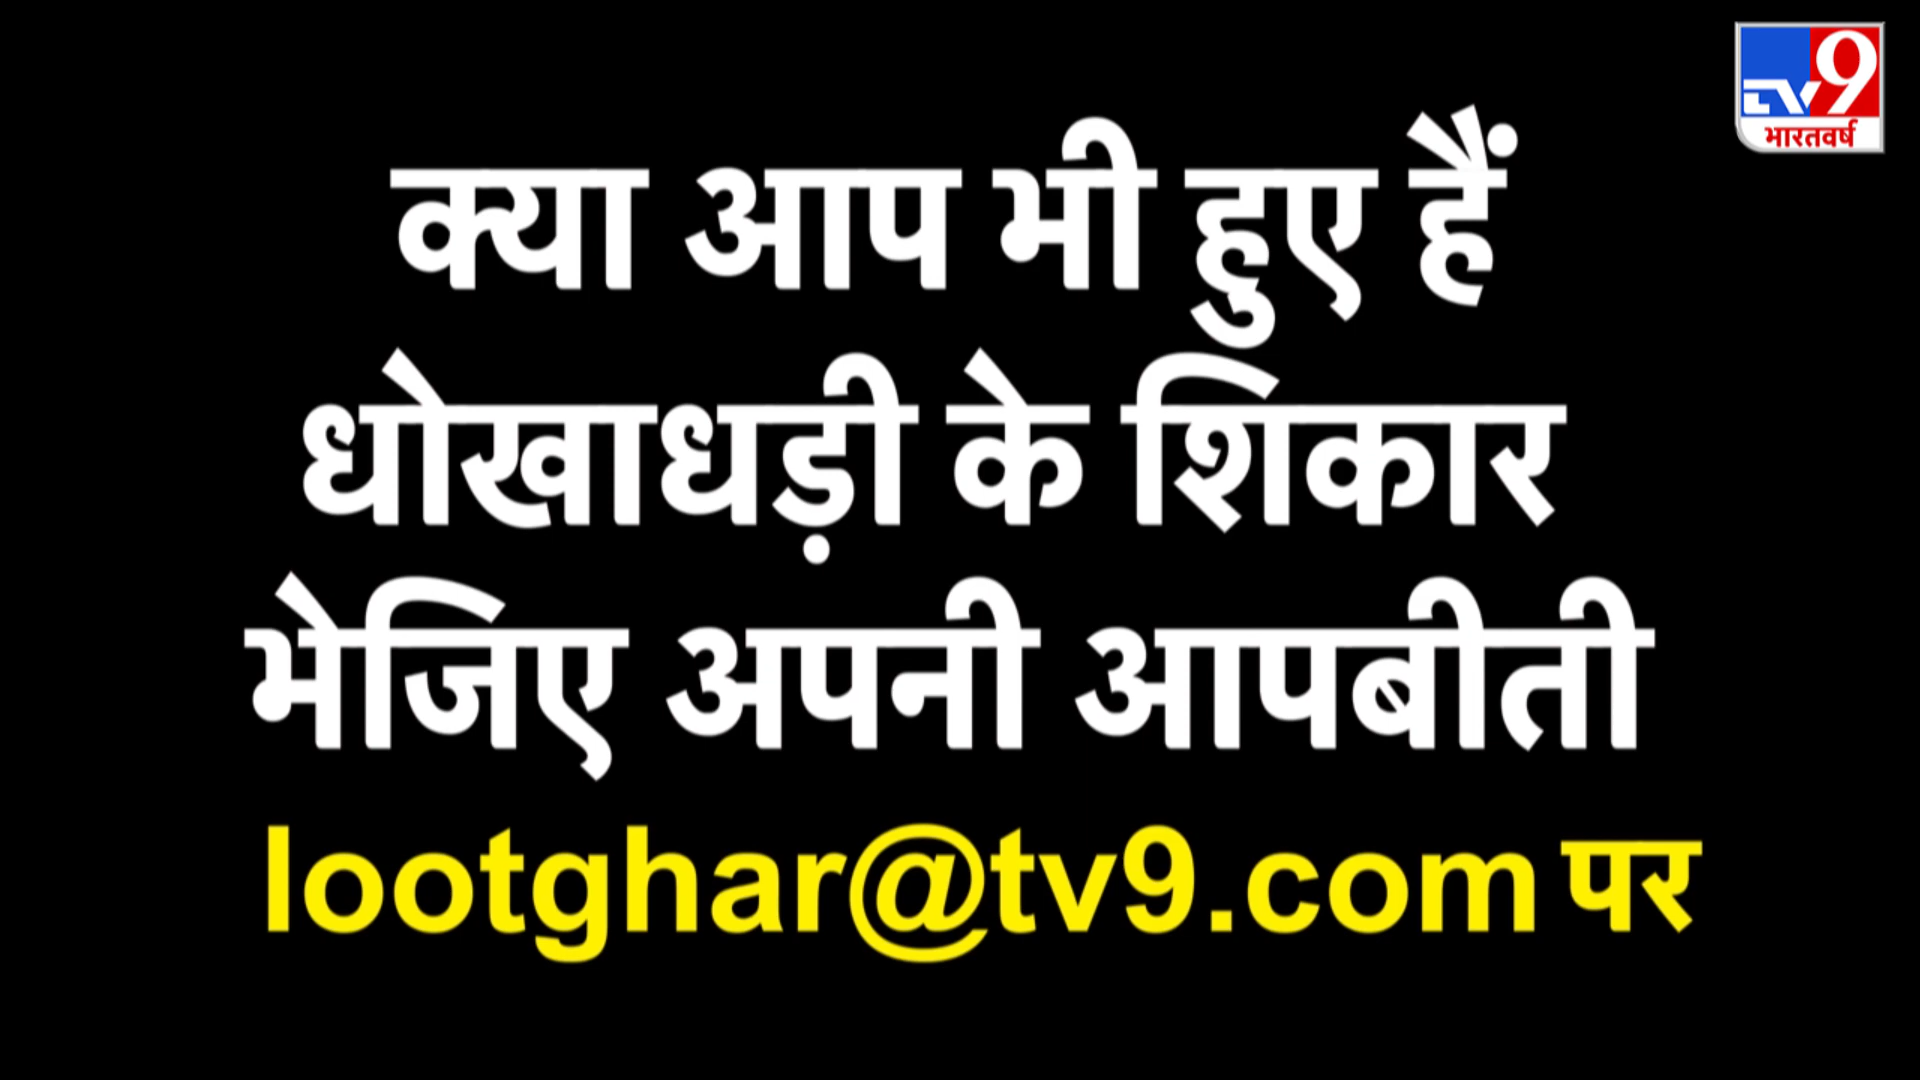 TV9
भारतवर्ष
क्या आप भी हुए हैं
धोखाधड़ी के शिकार
भेजिए अपनी आपबीती
lootghar@tv9.com पर